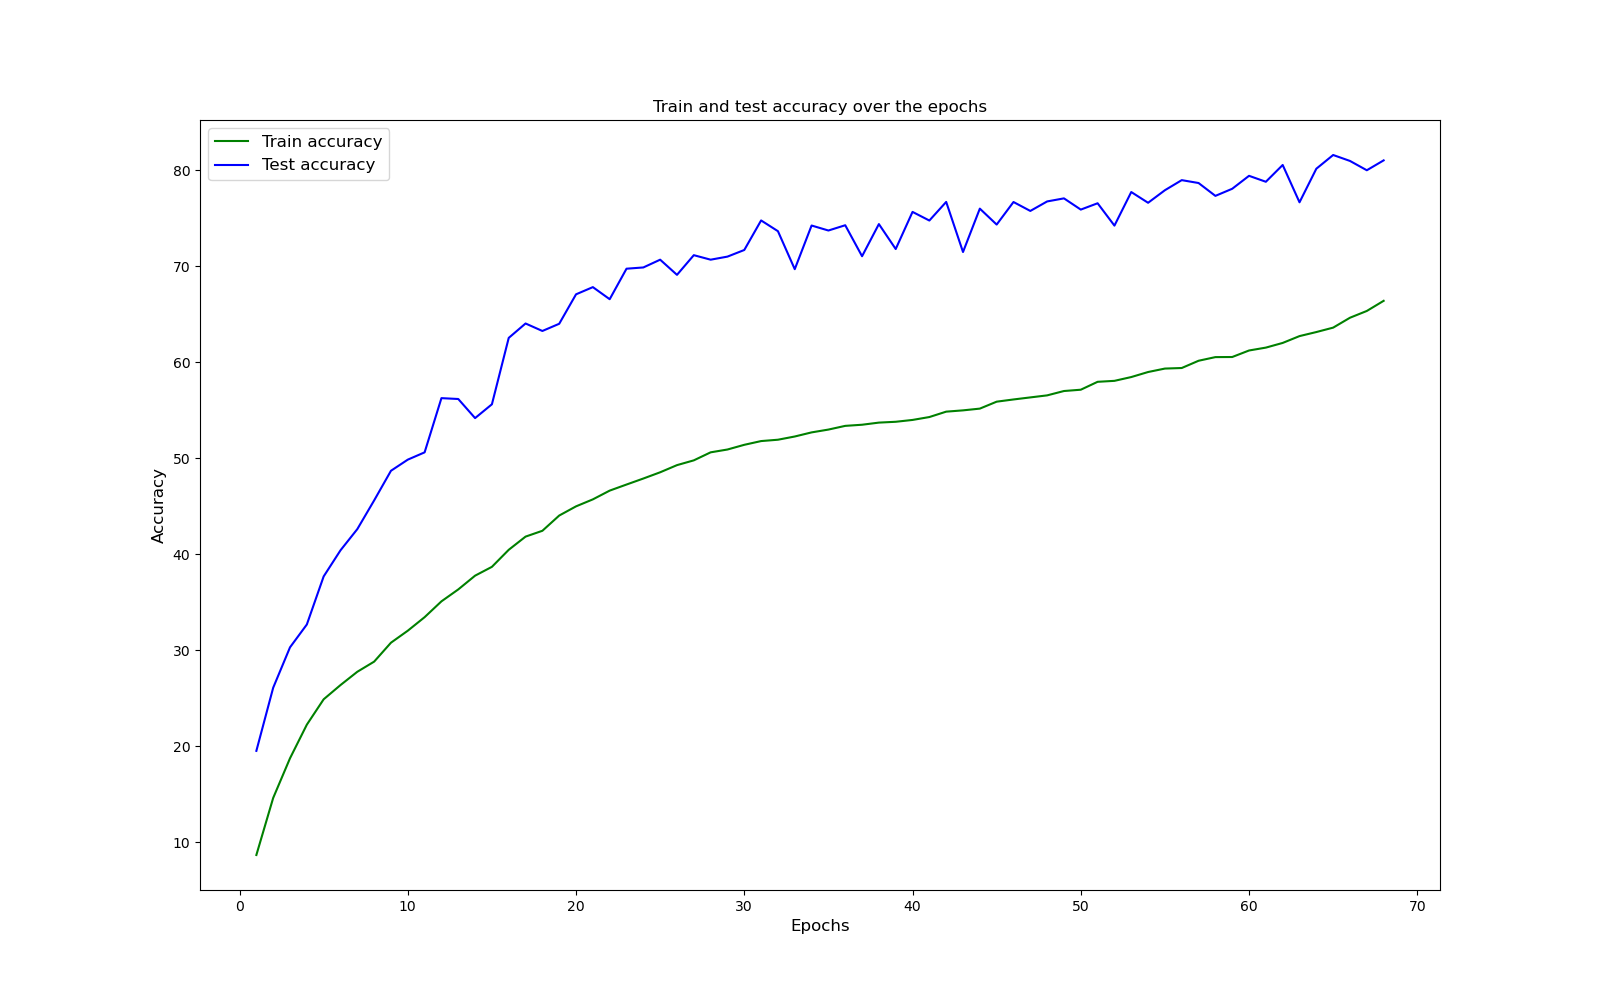 Train and test accuracy over the epochs
Train accuracy
Test accuracy
80
70
60
50
40
30
20
10
Accuracy
0 10 20 30 40 50 60 70
Epochs